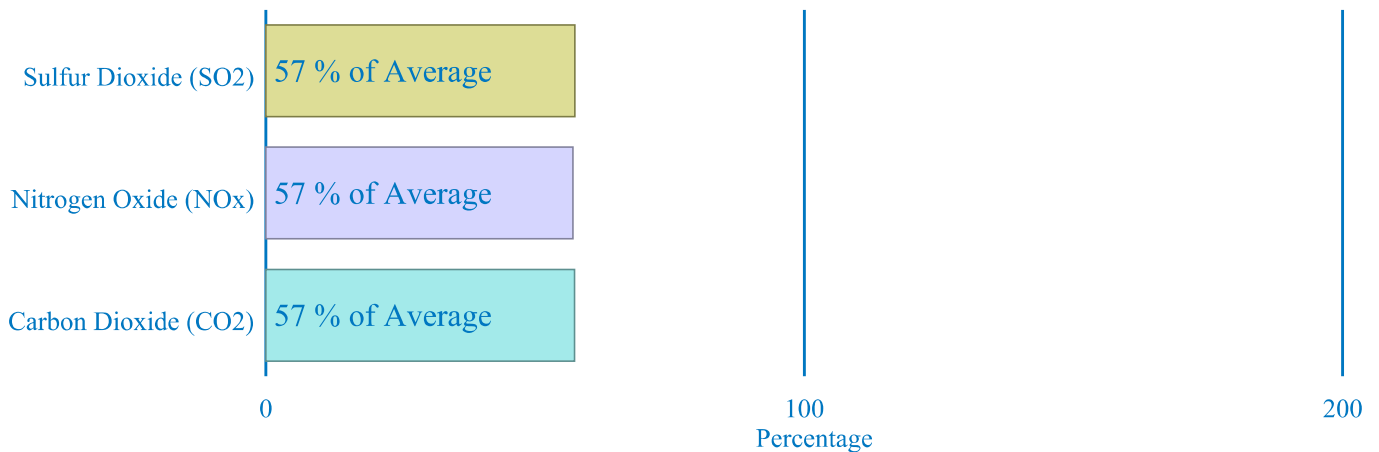 Sulfur Dioxide (SO2) 57 % of Average
Nitrogen Oxide (NOx) 57 % of Average
Carbon Dioxide (CO2) 57 % of Average
0 100 200
Percentage